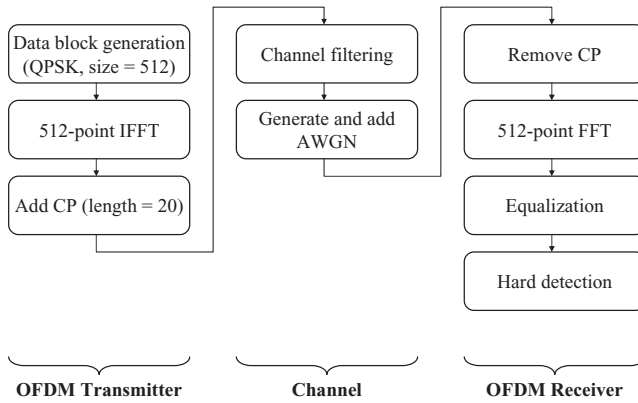 Data block generation
(QPSK, size = 512)
512-point IFFT
Add CP (length = 20)
OFDM Transmitter
Channel filtering
Generate and add
AWGN
Channel
Remove CP
512-point FFT
Equalization
Hard detection
OFDM Receiver